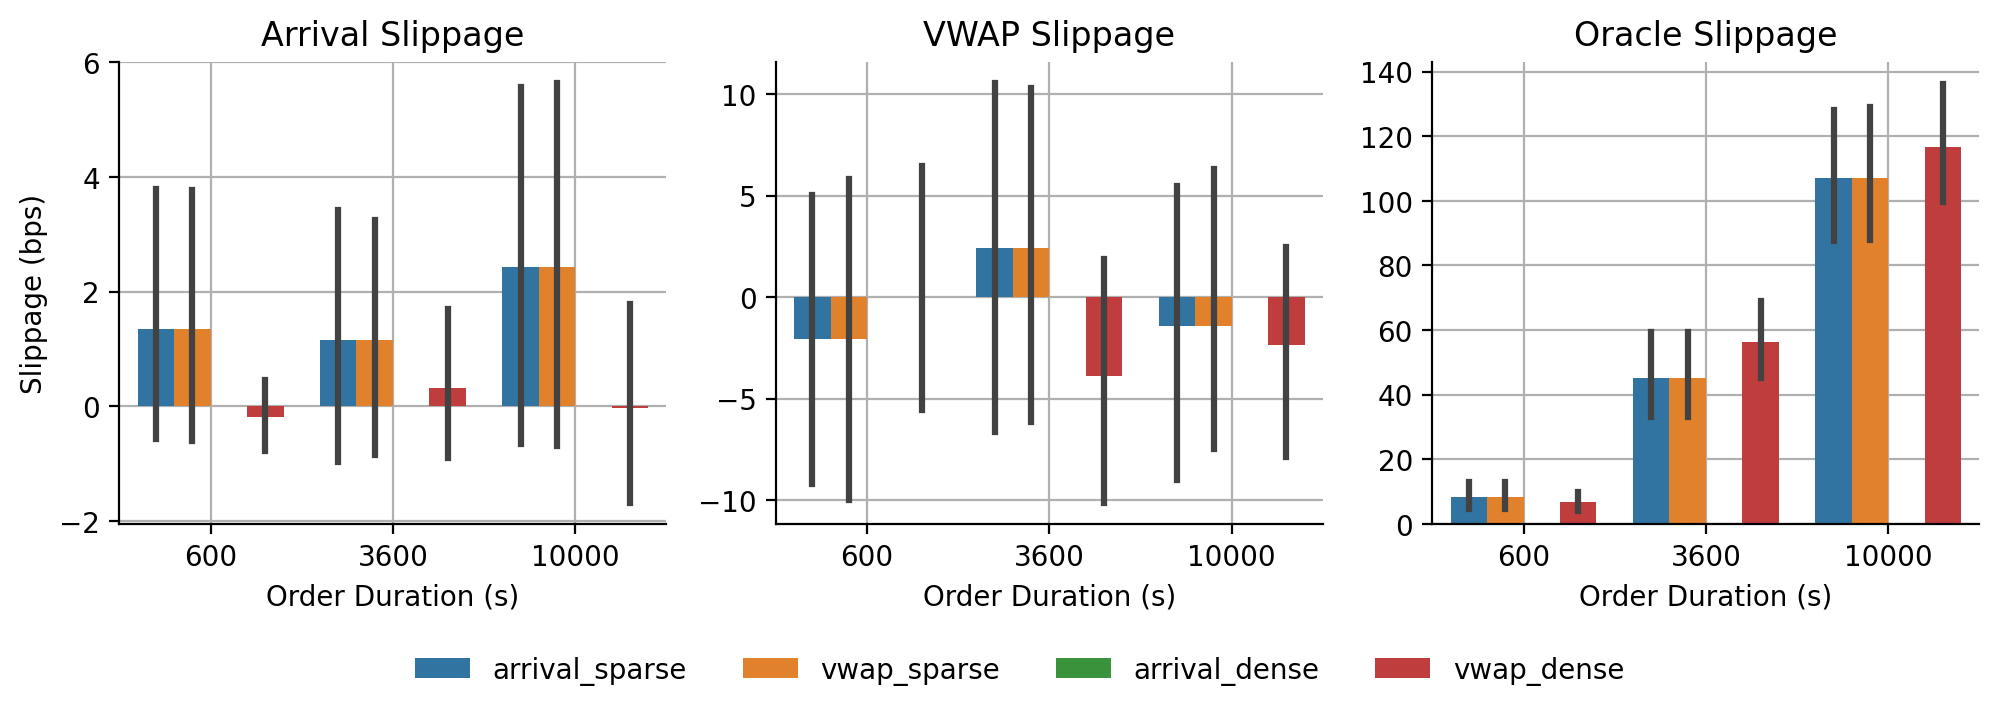 Arrival Slippage
VWAP Slippage
Oracle Slippage
Slippage (bps)
6
4
2
0
−2
10
5
0
−5
−10
140
120
100
80
60
40
20
0
600 3600 10000
600 3600 10000
600 3600 10000
Order Duration (s)
Order Duration (s)
Order Duration (s)
arrival_sparse vwap_sparse arrival_dense vwap_dense